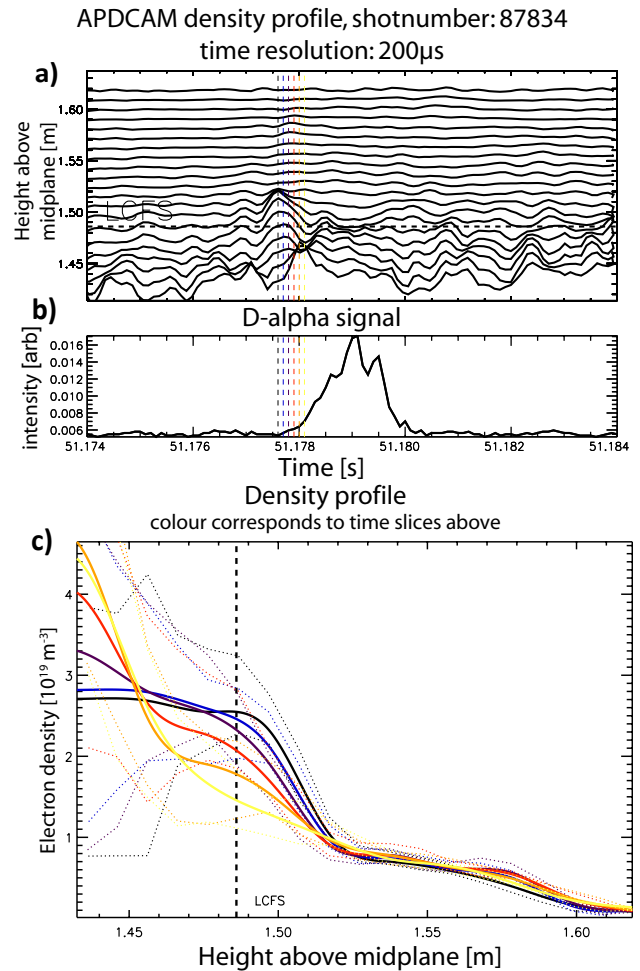 APDCAM density profile, shotnumber: 87834
time resolution: 200µs
a)
Height above
midplane [m]
1.60
1.55
1.50
1.45
LCFS
b)
D-alpha signal
intensity [arb]
0.016
0.014
0.012
0.010
0.008
0.006
51.174 51.176 51.178 51.180 51.182 51.184
Time [s]
Density profile
colour corresponds to time slices above
c)
Electron density [10¹⁹ m⁻³]
4
3
2
1
LCFS
1.45 1.50 1.55 1.60
Height above midplane [m]